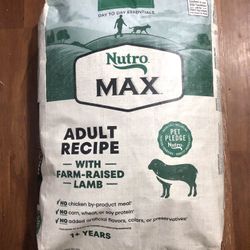 DAY TO DAY ESSENTIALS
Nutro
MAX
ADULT
RECIPE
WITH
FARM-RAISED
LAMB
PET
PLEDGE
Nutro
NO chicken by-product meal*
NO corn, wheat, or soy protein*
NO added artificial flavors, colors, or preservatives*
1+ YEARS